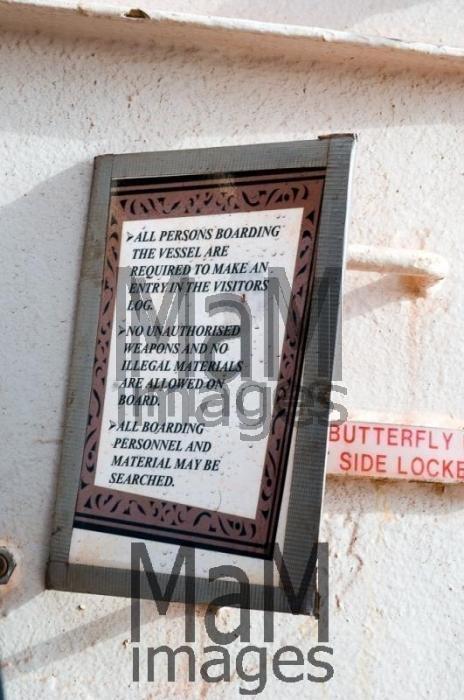 ➢ALL PERSONS BOARDING
THE VESSEL ARE
REQUIRED TO MAKE AN
ENTRY IN THE VISITORS
LOG.
➢NO UNAUTHORISED
WEAPONS AND NO
ILLEGAL MATERIALS
ARE ALLOWED ON
BOARD.
➢ALL BOARDING
PERSONNEL AND
MATERIAL MAY BE
SEARCHED.
BUTTERFLY
SIDE LOCKE
MaM
images
MaM
images